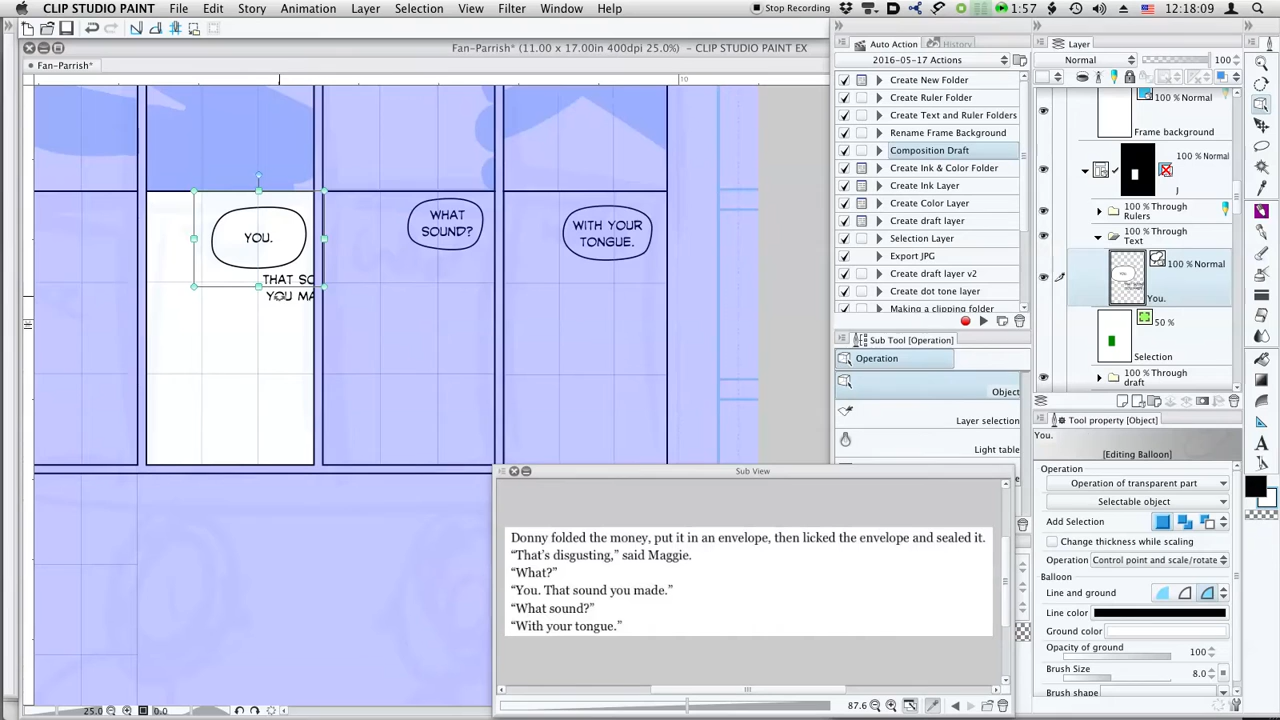 CLIP STUDIO PAINT File Edit Story Animation Layer Selection View Filter Window Help Stop Recording 1:57 12:18:09
Fan-Parrish* (11.00 x 17.00in 400dpi 25.0%) - CLIP STUDIO PAINT EX
Fan-Parrish*
10
YOU.
THAT SO
YOU MA
WHAT
SOUND?
WITH YOUR
TONGUE.
25.0
0.0
Auto Action
History
2016-05-17 Actions
Create New Folder
Create Ruler Folder
Create Text and Ruler Folders
Rename Frame Background
Composition Draft
Create Ink & Color Folder
Create Ink Layer
Create Color Layer
Create draft layer
Selection Layer
Export JPG
Create draft layer v2
Create dot tone layer
Making a clipping folder
Sub Tool [Operation]
Operation
Object
Layer selection
Light table
Sub View
Donny folded the money, put it in an envelope, then licked the envelope and sealed it.
“That’s disgusting,” said Maggie.
“What?”
“You. That sound you made.”
“What sound?”
“With your tongue.”
87.6
Layer
Normal 100
100 % Normal
Frame background
100 % Normal
J
100 % Through
Rulers
100 % Through
Text
100 % Normal
You.
50 %
Selection
100 % Through
draft
Tool property [Object]
You.
[Editing Balloon]
Operation
Operation of transparent part
Selectable object
Add Selection
Change thickness while scaling
Operation Control point and scale/rotate
Balloon
Line and ground
Line color
Ground color
Opacity of ground 100
Brush Size 8.0
Brush shape